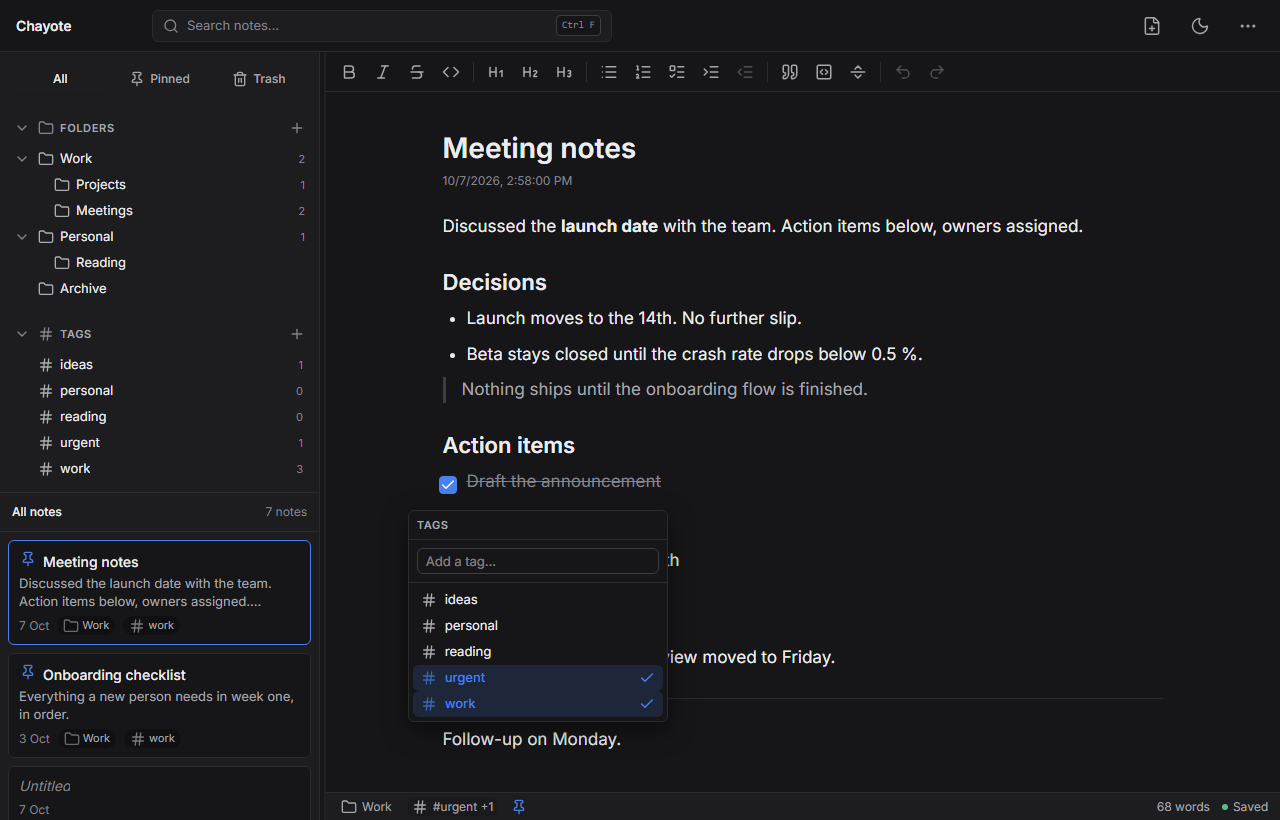 Chayote
Search notes...
Ctrl F
All
Pinned
Trash
FOLDERS
Work 2
Projects 1
Meetings 2
Personal 1
Reading
Archive
TAGS
ideas 1
personal 0
reading 0
urgent 1
work 3
All notes 7 notes
Meeting notes
Discussed the launch date with the team.
Action items below, owners assigned....
7 Oct Work work
Onboarding checklist
Everything a new person needs in week one,
in order.
3 Oct Work work
Untitled
7 Oct
H1 H2 H3
Meeting notes
10/7/2026, 2:58:00 PM
Discussed the launch date with the team. Action items below, owners assigned.
Decisions
• Launch moves to the 14th. No further slip.
• Beta stays closed until the crash rate drops below 0.5 %.
Nothing ships until the onboarding flow is finished.
Action items
Draft the announcement
TAGS
Add a tag...
# ideas
# personal
# reading
# urgent
# work
moved to Friday.
Follow-up on Monday.
Work
#urgent +1
68 words
Saved